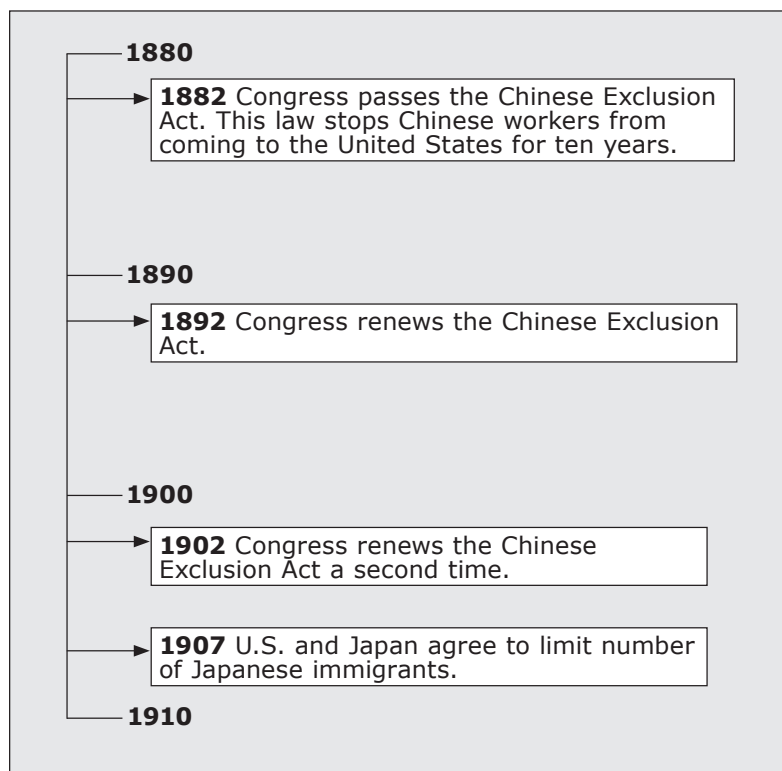 1880
1882 Congress passes the Chinese Exclusion
Act. This law stops Chinese workers from
coming to the United States for ten years.
1890
1892 Congress renews the Chinese Exclusion
Act.
1900
1902 Congress renews the Chinese
Exclusion Act a second time.
1907 U.S. and Japan agree to limit number
of Japanese immigrants.
1910